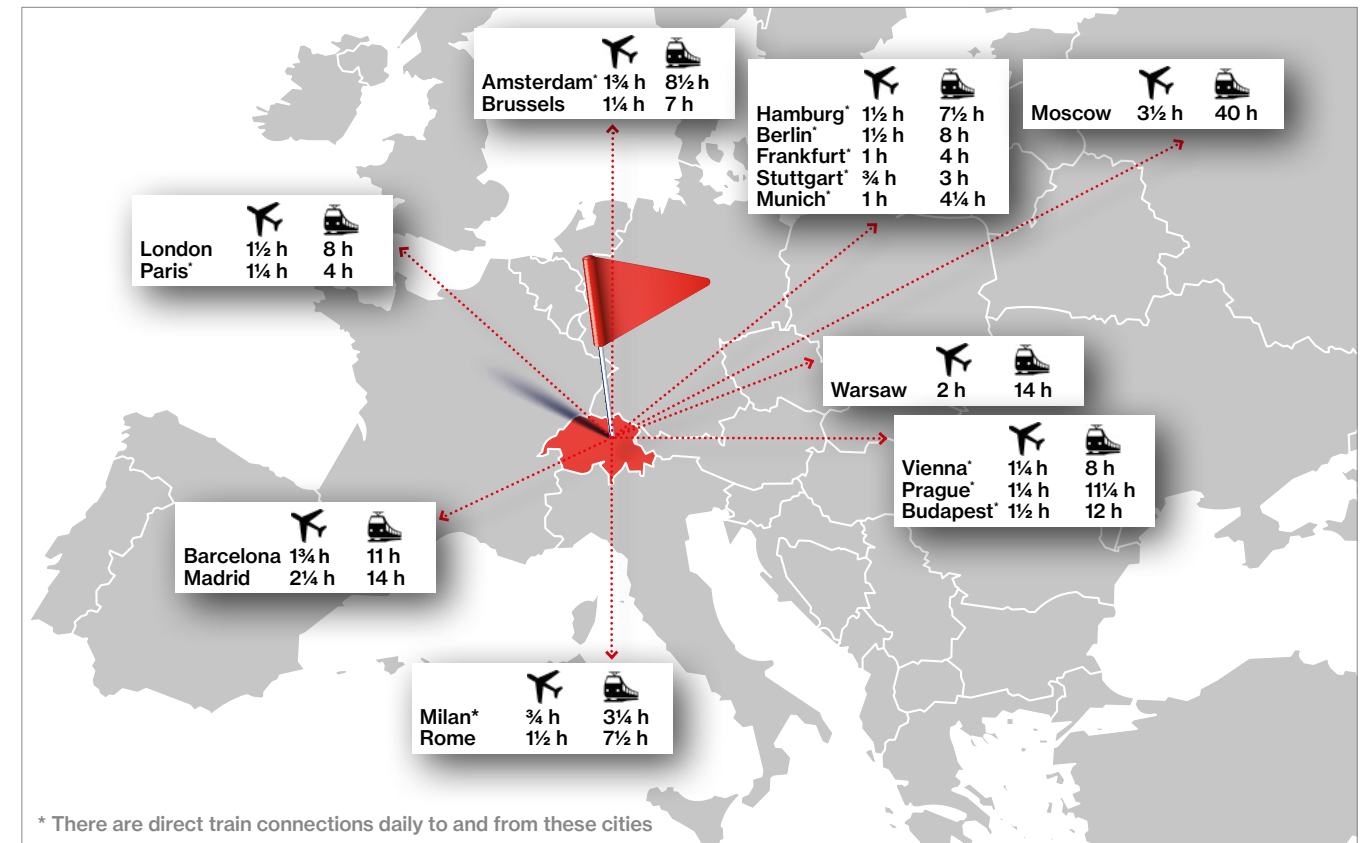 Amsterdam* 1¾ h 8½ h
Brussels 1¼ h 7 h
Hamburg* 1½ h 7½ h
Berlin* 1½ h 8 h
Frankfurt* 1 h 4 h
Stuttgart* ¾ h 3 h
Munich* 1 h 4¼ h
Moscow 3½ h 40 h
London 1½ h 8 h
Paris* 1¼ h 4 h
Warsaw 2 h 14 h
Vienna* 1¼ h 8 h
Prague* 1¼ h 11¼ h
Budapest* 1½ h 12 h
Barcelona 1¾ h 11 h
Madrid 2¼ h 14 h
Milan* ¾ h 3¼ h
Rome 1½ h 7½ h
* There are direct train connections daily to and from these cities